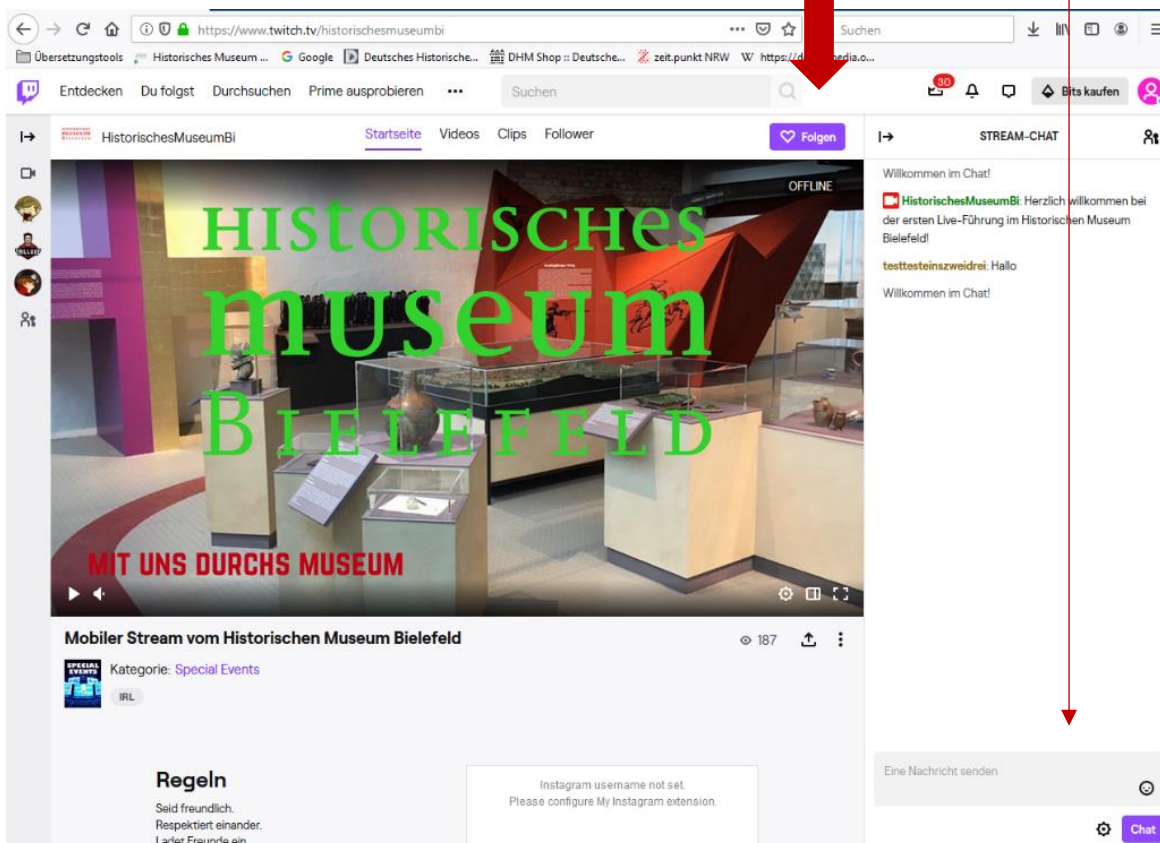 https://www.twitch.tv/historischesmuseumbi
Suchen
Übersetzungstools
Historisches Museum ...
Google
Deutsches Historische...
DHM Shop :: Deutsche...
zeit.punkt NRW
Entdecken Du folgst Durchsuchen Prime ausprobieren
Suchen
30
Bits kaufen
HistorischesMuseumBi
Startseite Videos Clips Follower
Folgen
STREAM-CHAT
OFFLINE
Historisches
museum
Bielefeld
MIT UNS DURCHS MUSEUM
Willkommen im Chat!
HistorischesMuseumBi: Herzlich willkommen bei
der ersten Live-Führung im Historischen Museum
Bielefeld!
testtesteinszweidrei: Hallo
Willkommen im Chat!
Mobiler Stream vom Historischen Museum Bielefeld
187
SPECIAL
EVENTS
Kategorie: Special Events
IRL
Regeln
Seid freundlich.
Respektiert einander.
Ladet Freunde ein
Instagram username not set.
Please configure My Instagram extension.
Eine Nachricht senden
Chat